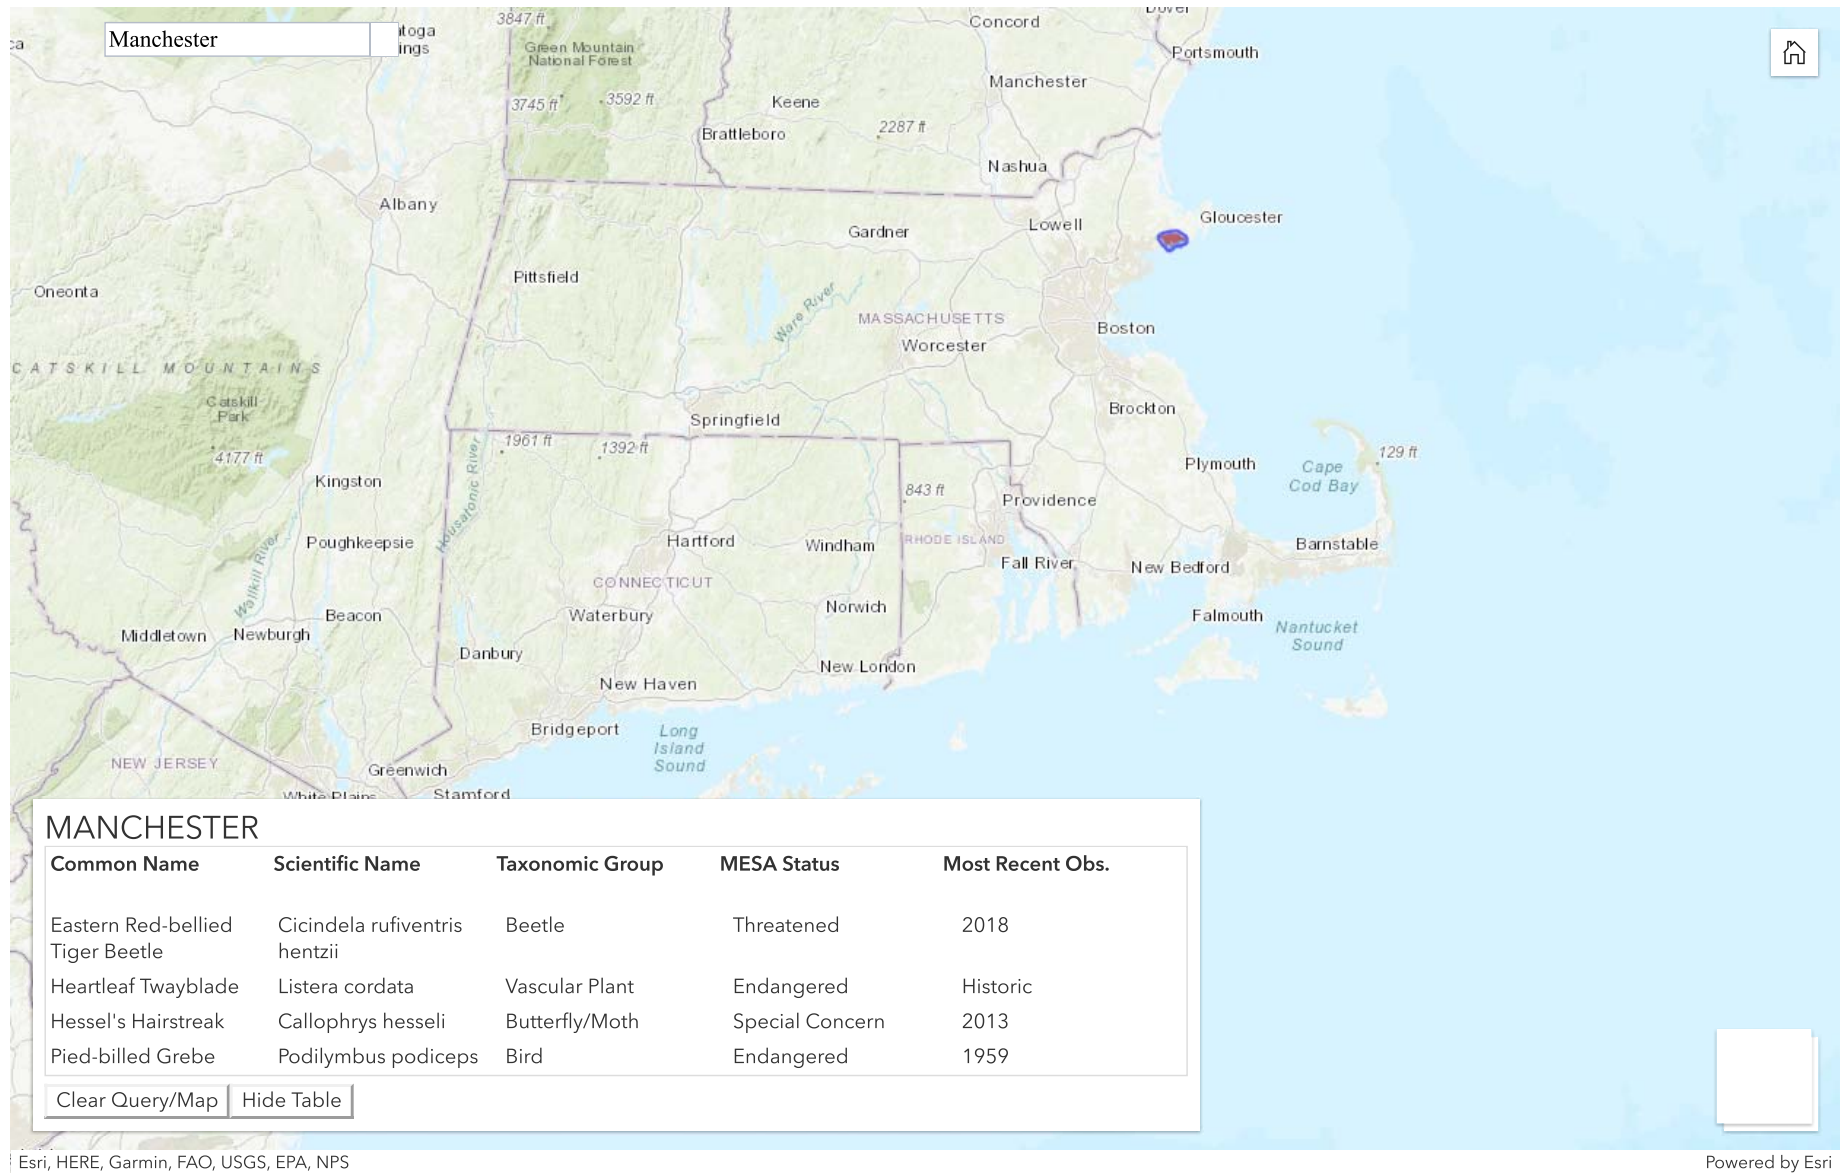 Manchester
3847 ft
Concord
Dover
ca
atoga
ings
Green Mountain
National Forest
Portsmouth
Manchester
3745 ft
3592 ft
Keene
Brattleboro
2287 ft
Nashua
Albany
Gloucester
Lowell
Gardner
Pittsfield
Oneonta
Ware River
MASSACHUSETTS
Boston
Worcester
CATSKILL MOUNTAINS
Catskill
Park
Brockton
Springfield
1961 ft
1392 ft
4177 ft
129 ft
Plymouth
Cape
Cod Bay
Kingston
Housatonic River
843 ft
Providence
Poughkeepsie
Hartford
Windham
RHODE ISLAND
Barnstable
Fall River
New Bedford
Wallkill River
CONNECTICUT
Beacon
Waterbury
Norwich
Falmouth
Nantucket
Sound
Middletown
Newburgh
Danbury
New London
New Haven
Bridgeport
Long
Island
Sound
NEW JERSEY
Greenwich
White Plains
Stamford
MANCHESTER
Common Name Scientific Name Taxonomic Group MESA Status Most Recent Obs.
Eastern Red-bellied Cicindela rufiventris Beetle Threatened 2018
Tiger Beetle hentzii
Heartleaf Twayblade Listera cordata Vascular Plant Endangered Historic
Hessel's Hairstreak Callophrys hesseli Butterfly/Moth Special Concern 2013
Pied-billed Grebe Podilymbus podiceps Bird Endangered 1959
Clear Query/Map Hide Table
Esri, HERE, Garmin, FAO, USGS, EPA, NPS Powered by Esri